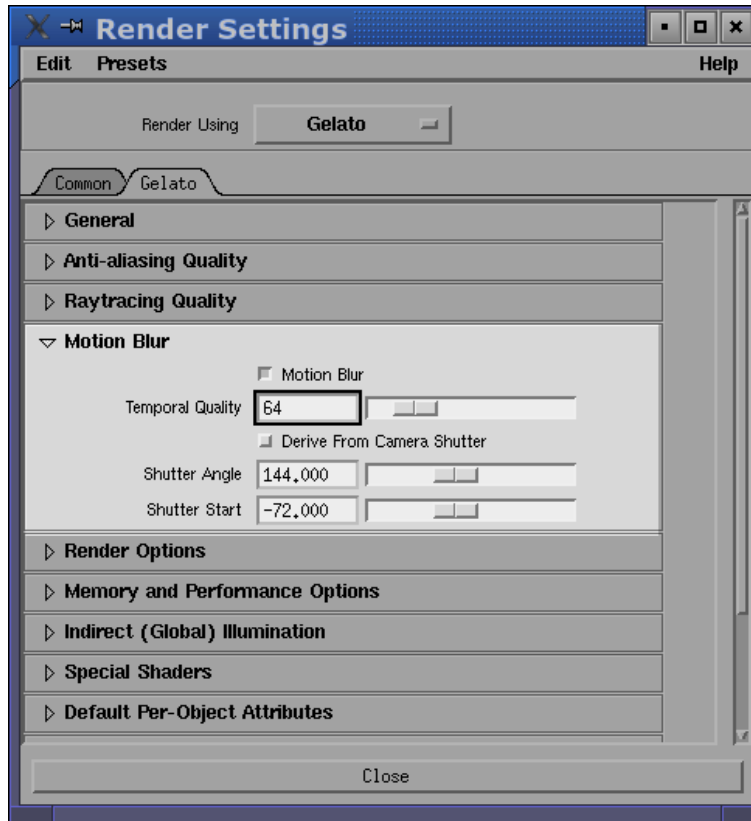 Render Settings
Edit Presets Help
Render Using Gelato
Common Gelato
General
Anti-aliasing Quality
Raytracing Quality
Motion Blur
Motion Blur
Temporal Quality 64
Derive From Camera Shutter
Shutter Angle 144.000
Shutter Start -72.000
Render Options
Memory and Performance Options
Indirect (Global) Illumination
Special Shaders
Default Per-Object Attributes
Close